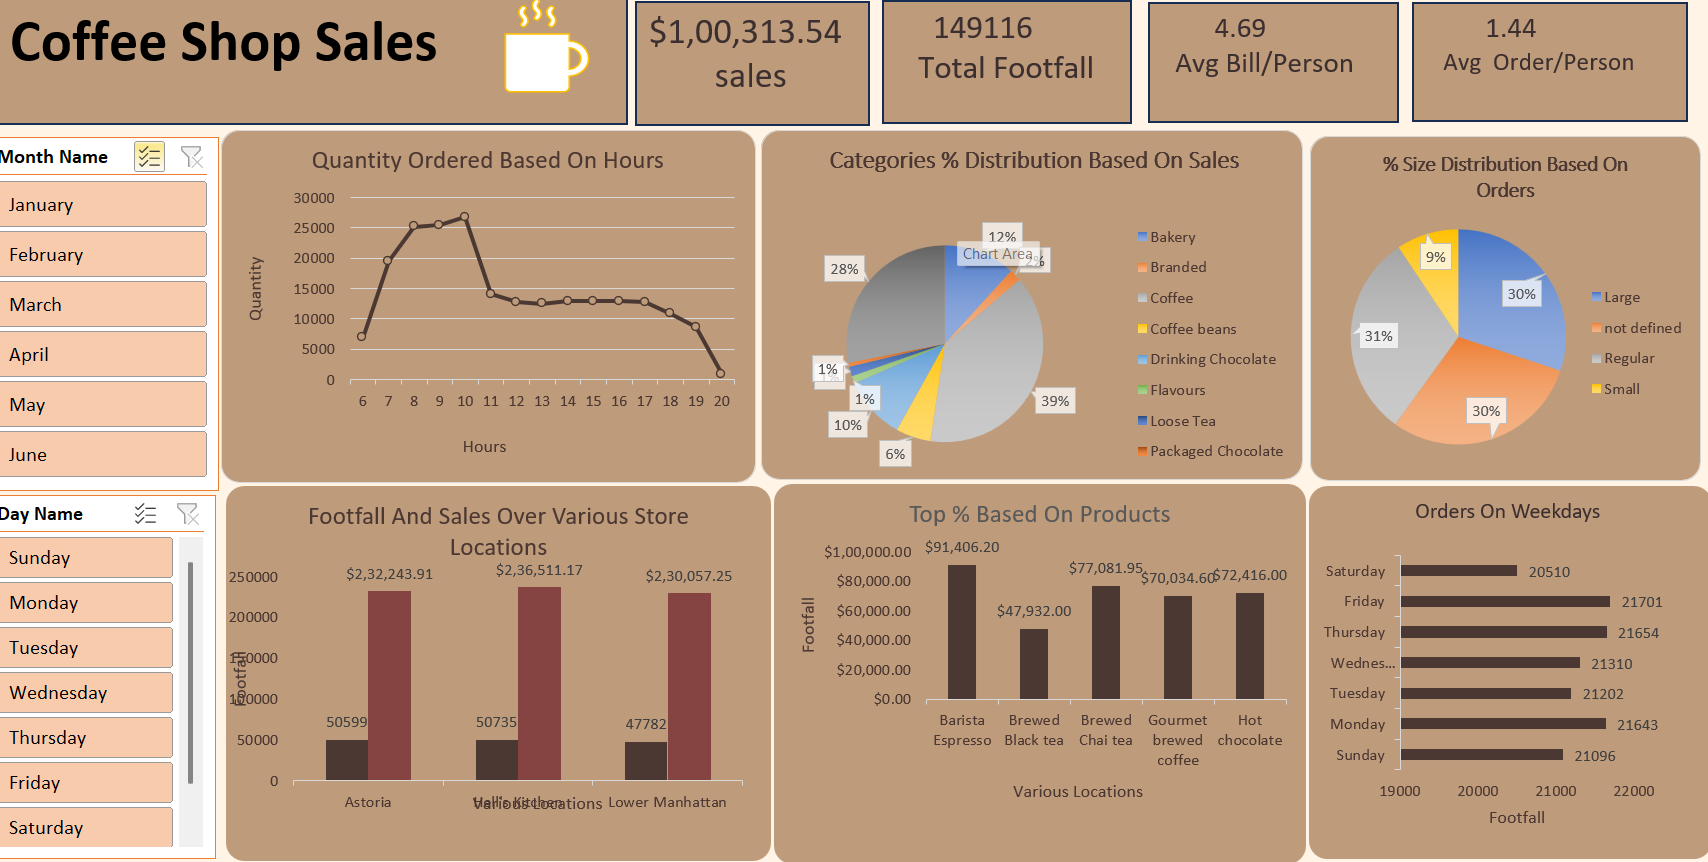 Coffee Shop Sales
$1,00,313.54
sales
149116
Total Footfall
4.69
Avg Bill/Person
1.44
Avg Order/Person
Month Name
January
February
March
April
May
June
Day Name
Sunday
Monday
Tuesday
Wednesday
Thursday
Friday
Saturday
Quantity Ordered Based On Hours
30000
25000
20000
15000
10000
5000
0
Quantity
6 7 8 9 10 11 12 13 14 15 16 17 18 19 20
Hours
Categories % Distribution Based On Sales
12%
Chart Area
28%
1%
1%
10%
6%
39%
Bakery
Branded
Coffee
Coffee beans
Drinking Chocolate
Flavours
Loose Tea
Packaged Chocolate
% Size Distribution Based On
Orders
9%
30%
31%
30%
Large
not defined
Regular
Small
Footfall And Sales Over Various Store
Locations
250000
200000
150000
100000
50000
0
Footfall
$2,32,243.91
$2,36,511.17
$2,30,057.25
50599
50735
47782
Astoria Hell's Kitchen Lower Manhattan
Various Locations
Top % Based On Products
$1,00,000.00
$80,000.00
$60,000.00
$40,000.00
$20,000.00
$0.00
Footfall
$91,406.20
$47,932.00
$77,081.95
$70,034.60
$72,416.00
Barista Espresso
Brewed Black tea
Brewed Chai tea
Gourmet brewed coffee
Hot chocolate
Various Locations
Orders On Weekdays
Saturday 20510
Friday 21701
Thursday 21654
Wednes... 21310
Tuesday 21202
Monday 21643
Sunday 21096
19000 20000 21000 22000
Footfall